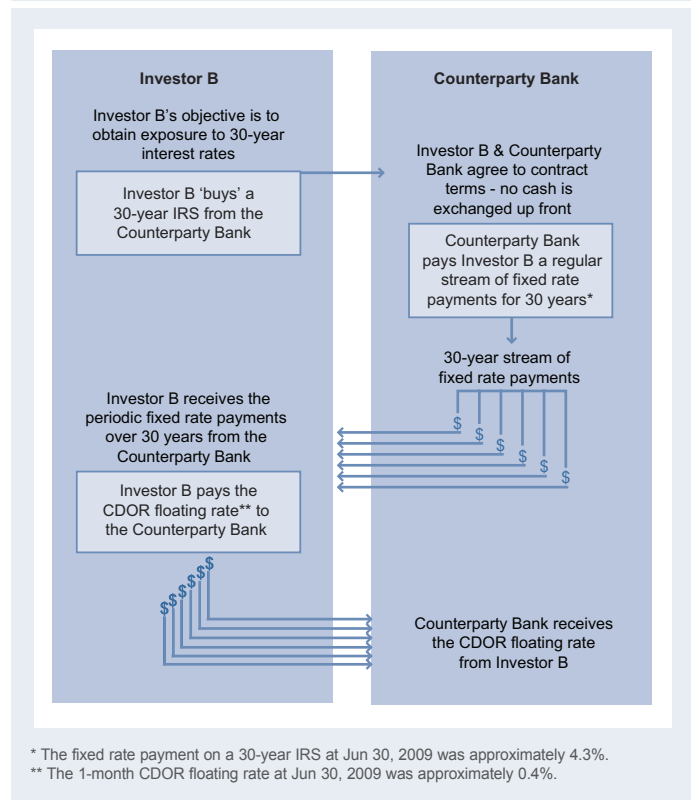 Investor B
Investor B's objective is to
obtain exposure to 30-year
interest rates
Investor B ‘buys’ a
30-year IRS from the
Counterparty Bank
Counterparty Bank
Investor B & Counterparty
Bank agree to contract
terms - no cash is
exchanged up front
Counterparty Bank
pays Investor B a regular
stream of fixed rate
payments for 30 years*
30-year stream of
fixed rate payments
$
$
$
$
$
$
Investor B receives the
periodic fixed rate payments
over 30 years from the
Counterparty Bank
Investor B pays the
CDOR floating rate** to
the Counterparty Bank
$
$
$
$
$
$
Counterparty Bank receives
the CDOR floating rate
from Investor B
* The fixed rate payment on a 30-year IRS at Jun 30, 2009 was approximately 4.3%.
** The 1-month CDOR floating rate at Jun 30, 2009 was approximately 0.4%.